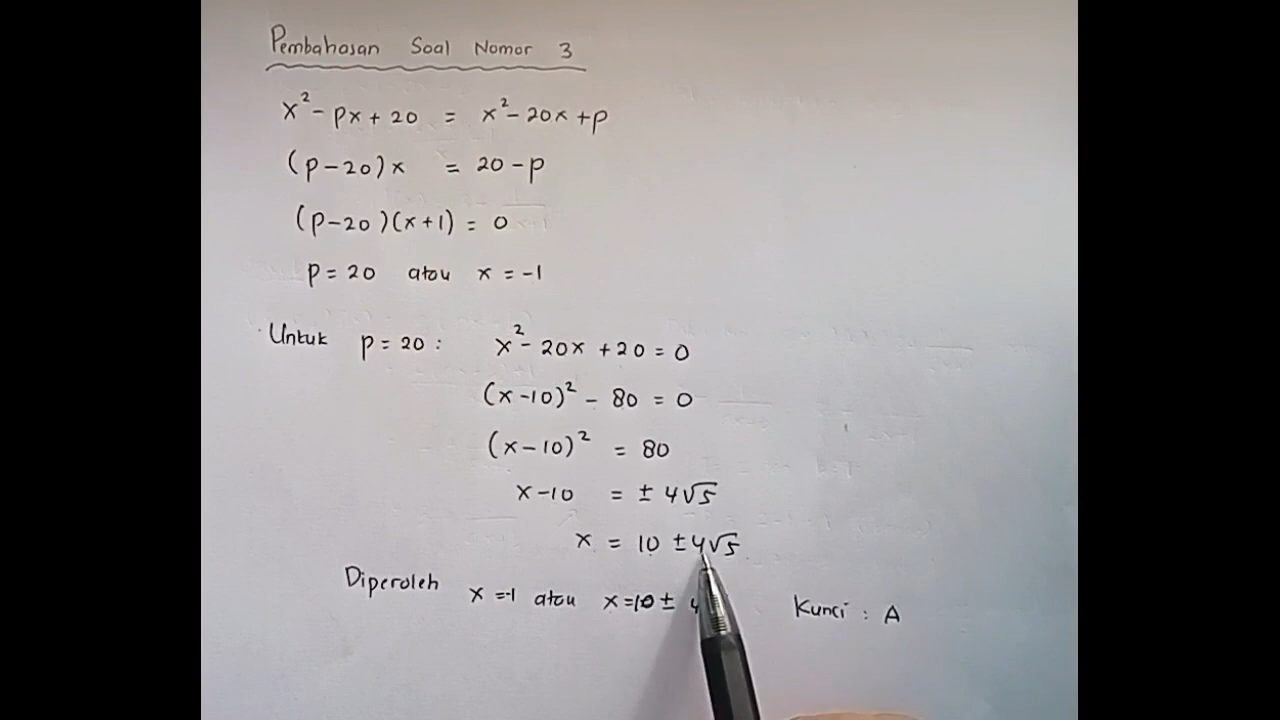 Pembahasan Soal Nomor 3
x² - px + 20 = x² - 20x + p
(p - 20)x = 20 - p
(p - 20)(x + 1) = 0
p = 20 atau x = -1
Untuk p = 20 : x² - 20x + 20 = 0
(x - 10)² - 80 = 0
(x - 10)² = 80
x - 10 = ± 4√5
x = 10 ± 4√5
Diperoleh x = -1 atau x = 10 ± 4 Kunci : A